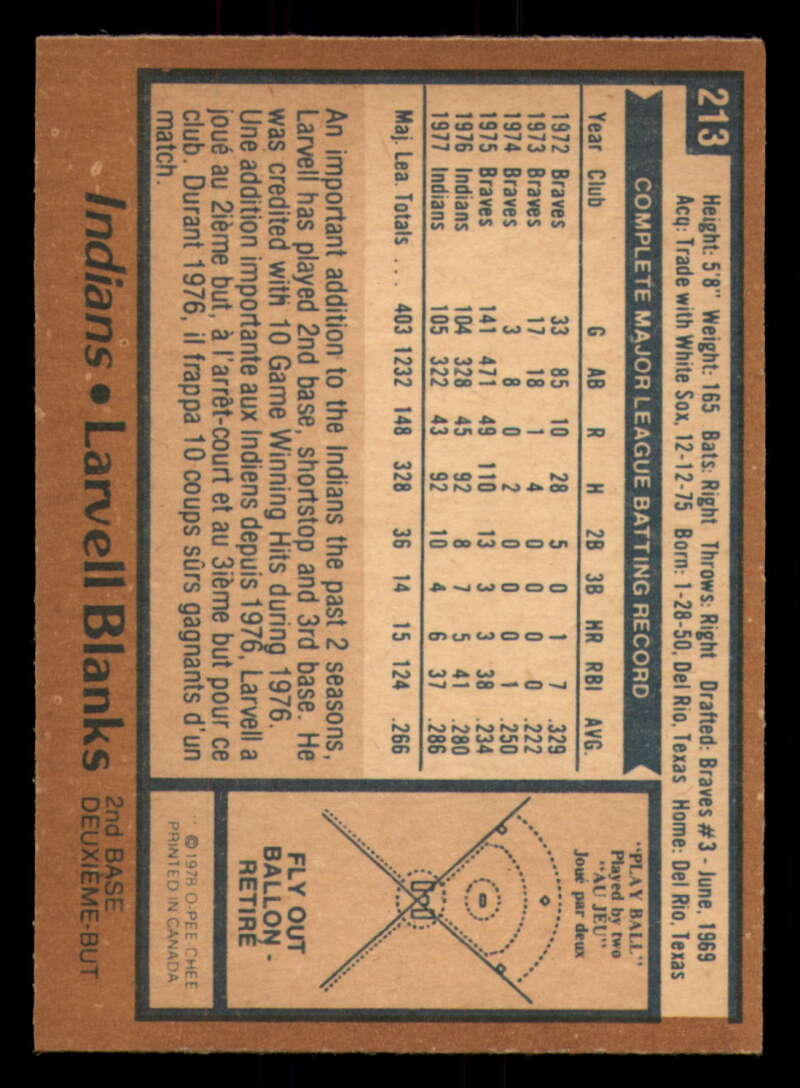 213
Height: 5'8" Weight: 165 Bats: Right Throws: Right Drafted: Braves #3 - June, 1969
Acq: Trade with White Sox, 12-12-75 Born: 1-28-50, Del Rio, Texas Home: Del Rio, Texas
COMPLETE MAJOR LEAGUE BATTING RECORD
Year Club G AB R H 2B 3B HR RBI AVG.
1972 Braves 33 85 10 28 5 0 1 7 .329
1973 Braves 17 18 1 4 0 0 0 0 .222
1974 Braves 3 8 0 2 0 0 0 1 .250
1975 Braves 141 471 49 110 13 3 3 38 .234
1976 Indians 104 328 45 92 8 7 5 41 .280
1977 Indians 105 322 43 92 10 4 6 37 .286
Maj. Lea. Totals ... 403 1232 148 328 36 14 15 124 .266
An important addition to the Indians the past 2 seasons,
Larvell has played 2nd base, shortstop and 3rd base. He
was credited with 10 Game Winning Hits during 1976.
Une addition importante aux Indiens depuis 1976, Larvell a
joué au 2ième but, à l'arrêt-court et au 3ième but pour ce
club. Durant 1976, il frappa 10 coups sûrs gagnants d'un
match.
"PLAY BALL"
Played by two
"AU JEU"
Joué par deux
FLY OUT
BALLON -
RETIRÉ
©1978 O-PEE CHEE
PRINTED IN CANADA
Indians • Larvell Blanks 2nd BASE
DEUXIÈME-BUT